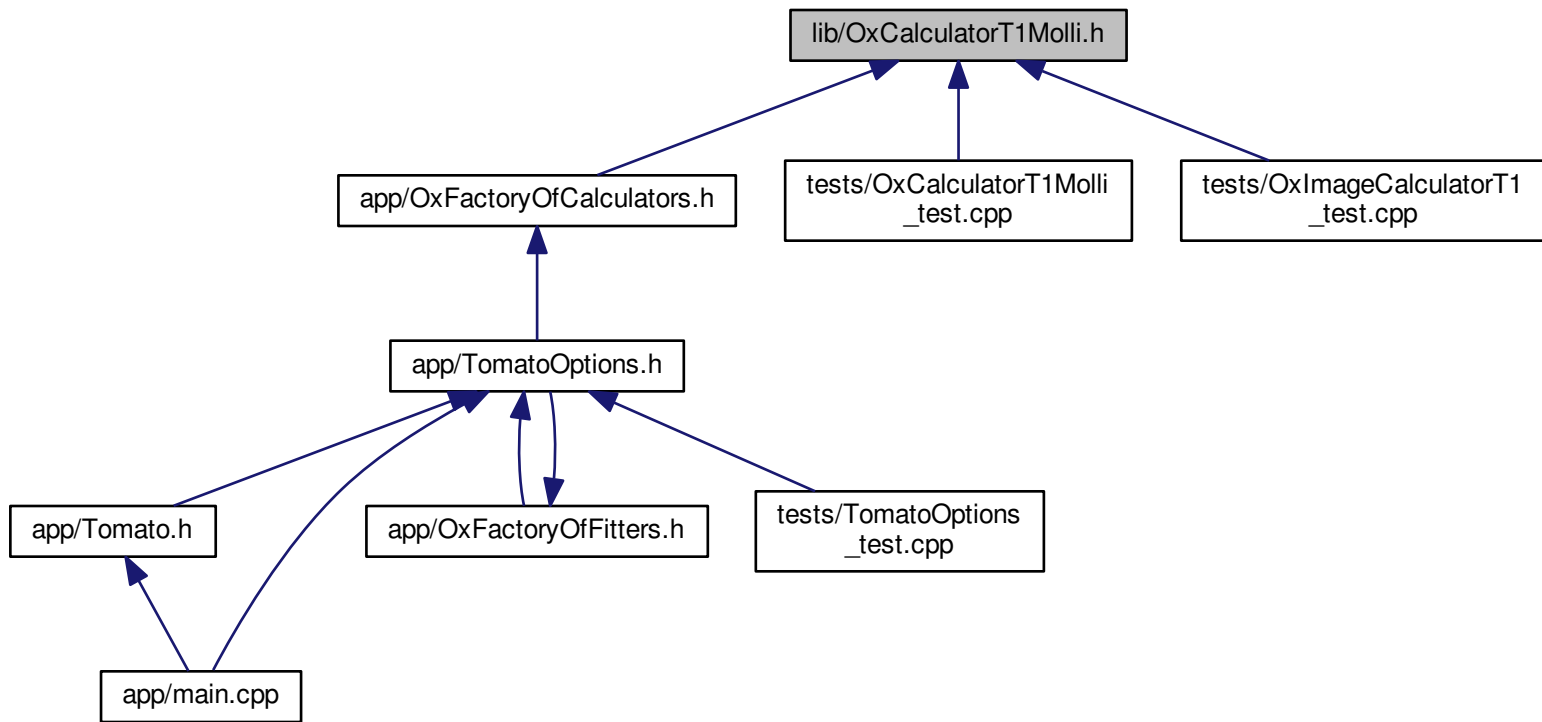 lib/OxCalculatorT1Molli.h
app/OxFactoryOfCalculators.h
tests/OxCalculatorT1Molli
_test.cpp
tests/OxImageCalculatorT1
_test.cpp
app/TomatoOptions.h
app/Tomato.h
app/OxFactoryOfFitters.h
tests/TomatoOptions
_test.cpp
app/main.cpp